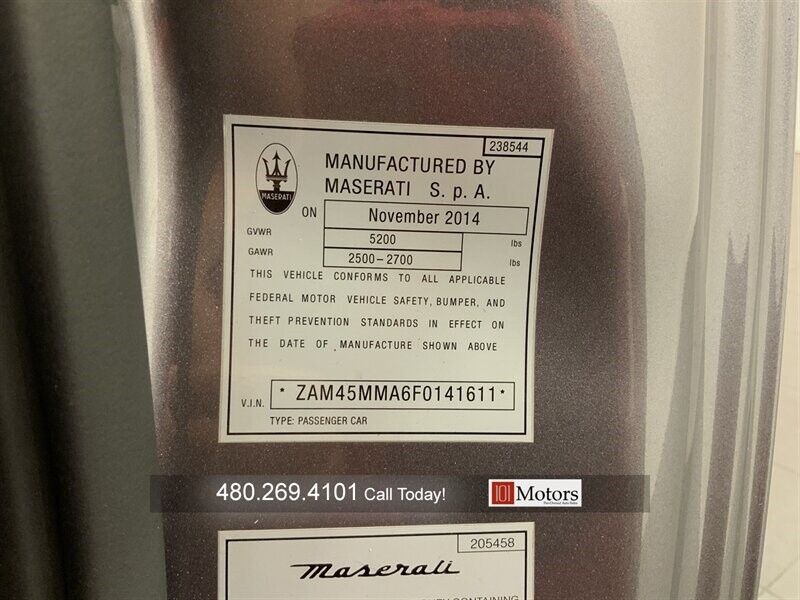 238544
MANUFACTURED BY
MASERATI S. p. A.
MASERATI
ON November 2014
GVWR 5200 lbs
GAWR 2500-2700 lbs
THIS VEHICLE CONFORMS TO ALL APPLICABLE
FEDERAL MOTOR VEHICLE SAFETY, BUMPER, AND
THEFT PREVENTION STANDARDS IN EFFECT ON
THE DATE OF MANUFACTURE SHOWN ABOVE
V.I.N. * ZAM45MMA6F0141611 *
TYPE: PASSENGER CAR
480.269.4101 Call Today! 101 Motors
205458
Maserati
CONTAINING